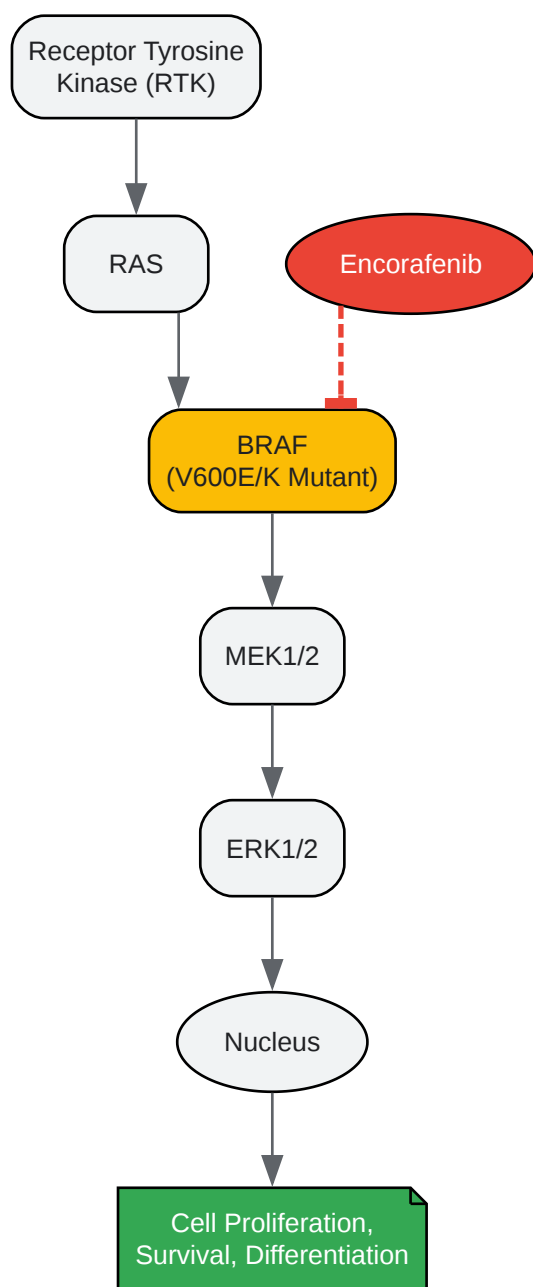 Receptor Tyrosine
Kinase (RTK)
RAS
Encorafenib
BRAF
(V600E/K Mutant)
MEK1/2
ERK1/2
Nucleus
Cell Proliferation,
Survival, Differentiation